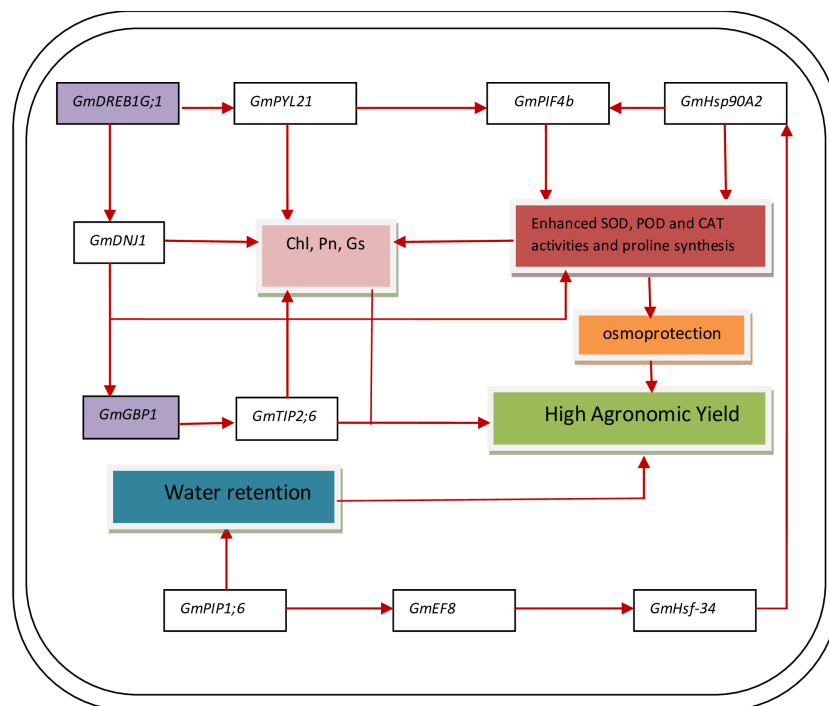 GmDREB1G;1
GmPYL21
GmPIF4b
GmHsp90A2
GmDNJ1
Chl, Pn, Gs
Enhanced SOD, POD and CAT
activities and proline synthesis
osmoprotection
GmGBP1
GmTIP2;6
High Agronomic Yield
Water retention
GmPIP1;6
GmEF8
GmHsf-34